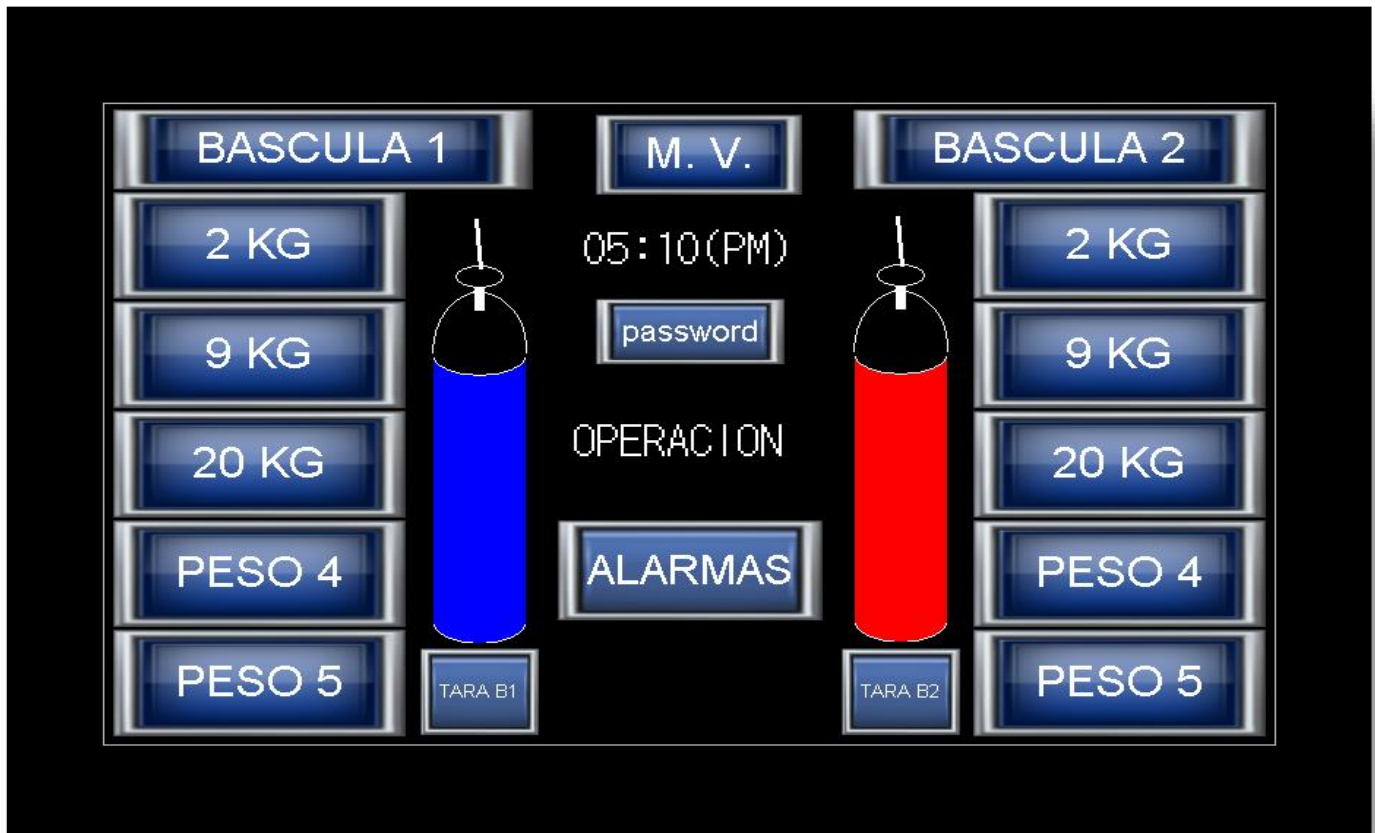 BASCULA 1
M. V.
BASCULA 2
2 KG
05:10(PM)
2 KG
9 KG
password
9 KG
20 KG
OPERACION
20 KG
PESO 4
ALARMAS
PESO 4
PESO 5
TARA B1
TARA B2
PESO 5